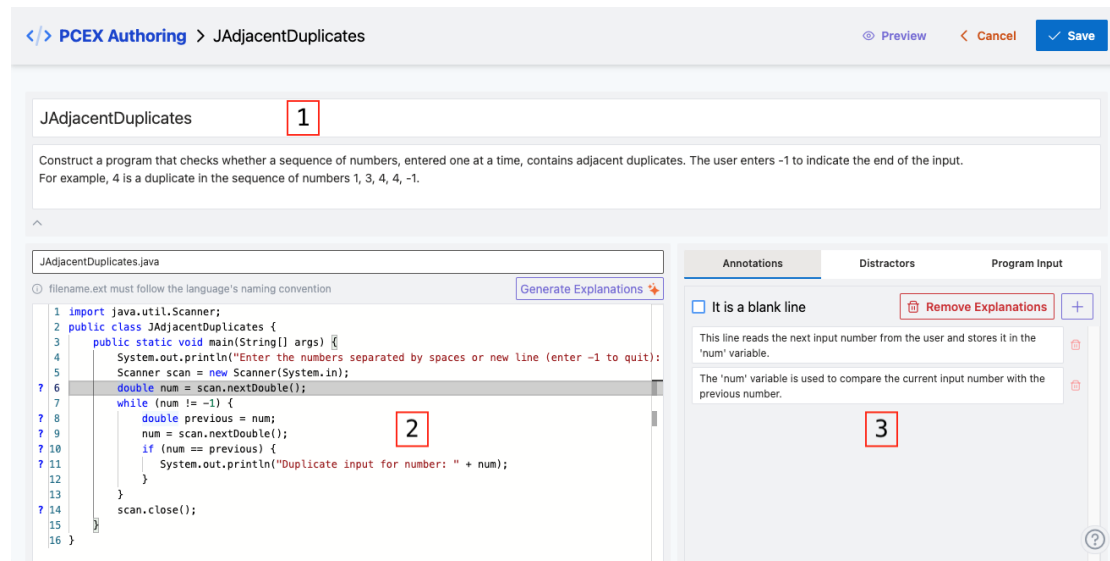 </> PCEX Authoring > JAdjacentDuplicates
Preview
Cancel
Save
JAdjacentDuplicates
1
Construct a program that checks whether a sequence of numbers, entered one at a time, contains adjacent duplicates. The user enters -1 to indicate the end of the input.
For example, 4 is a duplicate in the sequence of numbers 1, 3, 4, 4, -1.
JAdjacentDuplicates.java
filename.ext must follow the language's naming convention
Generate Explanations
1 import java.util.Scanner;
2 public class JAdjacentDuplicates {
3 public static void main(String[] args) {
4 System.out.println("Enter the numbers separated by spaces or new line (enter -1 to quit):
5 Scanner scan = new Scanner(System.in);
? 6 double num = scan.nextDouble();
7 while (num != -1) {
? 8 double previous = num;
? 9 num = scan.nextDouble();
? 10 if (num == previous) {
? 11 System.out.println("Duplicate input for number: " + num);
12 }
13 }
? 14 scan.close();
15 }
16 }
2
Annotations
Distractors
Program Input
It is a blank line
Remove Explanations
+
This line reads the next input number from the user and stores it in the
'num' variable.
The 'num' variable is used to compare the current input number with the
previous number.
3
?